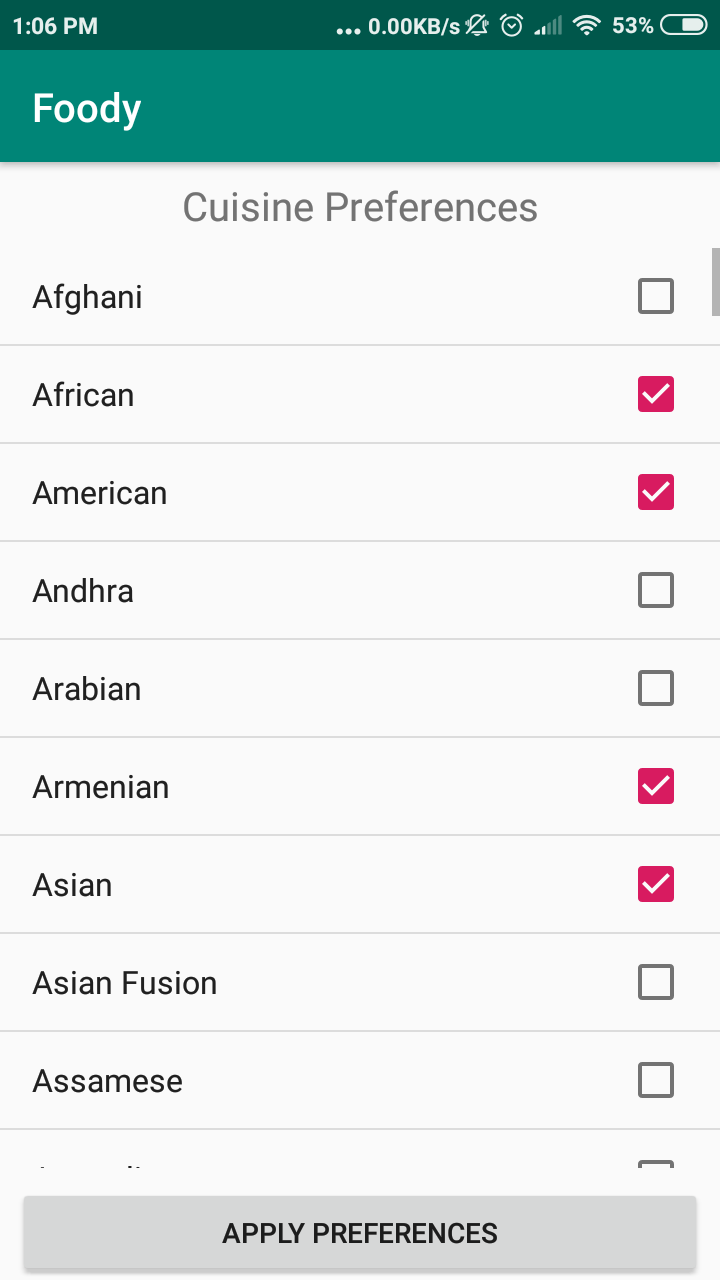 1:06 PM ... 0.00KB/s 53%
Foody
Cuisine Preferences
Afghani
African
American
Andhra
Arabian
Armenian
Asian
Asian Fusion
Assamese
APPLY PREFERENCES